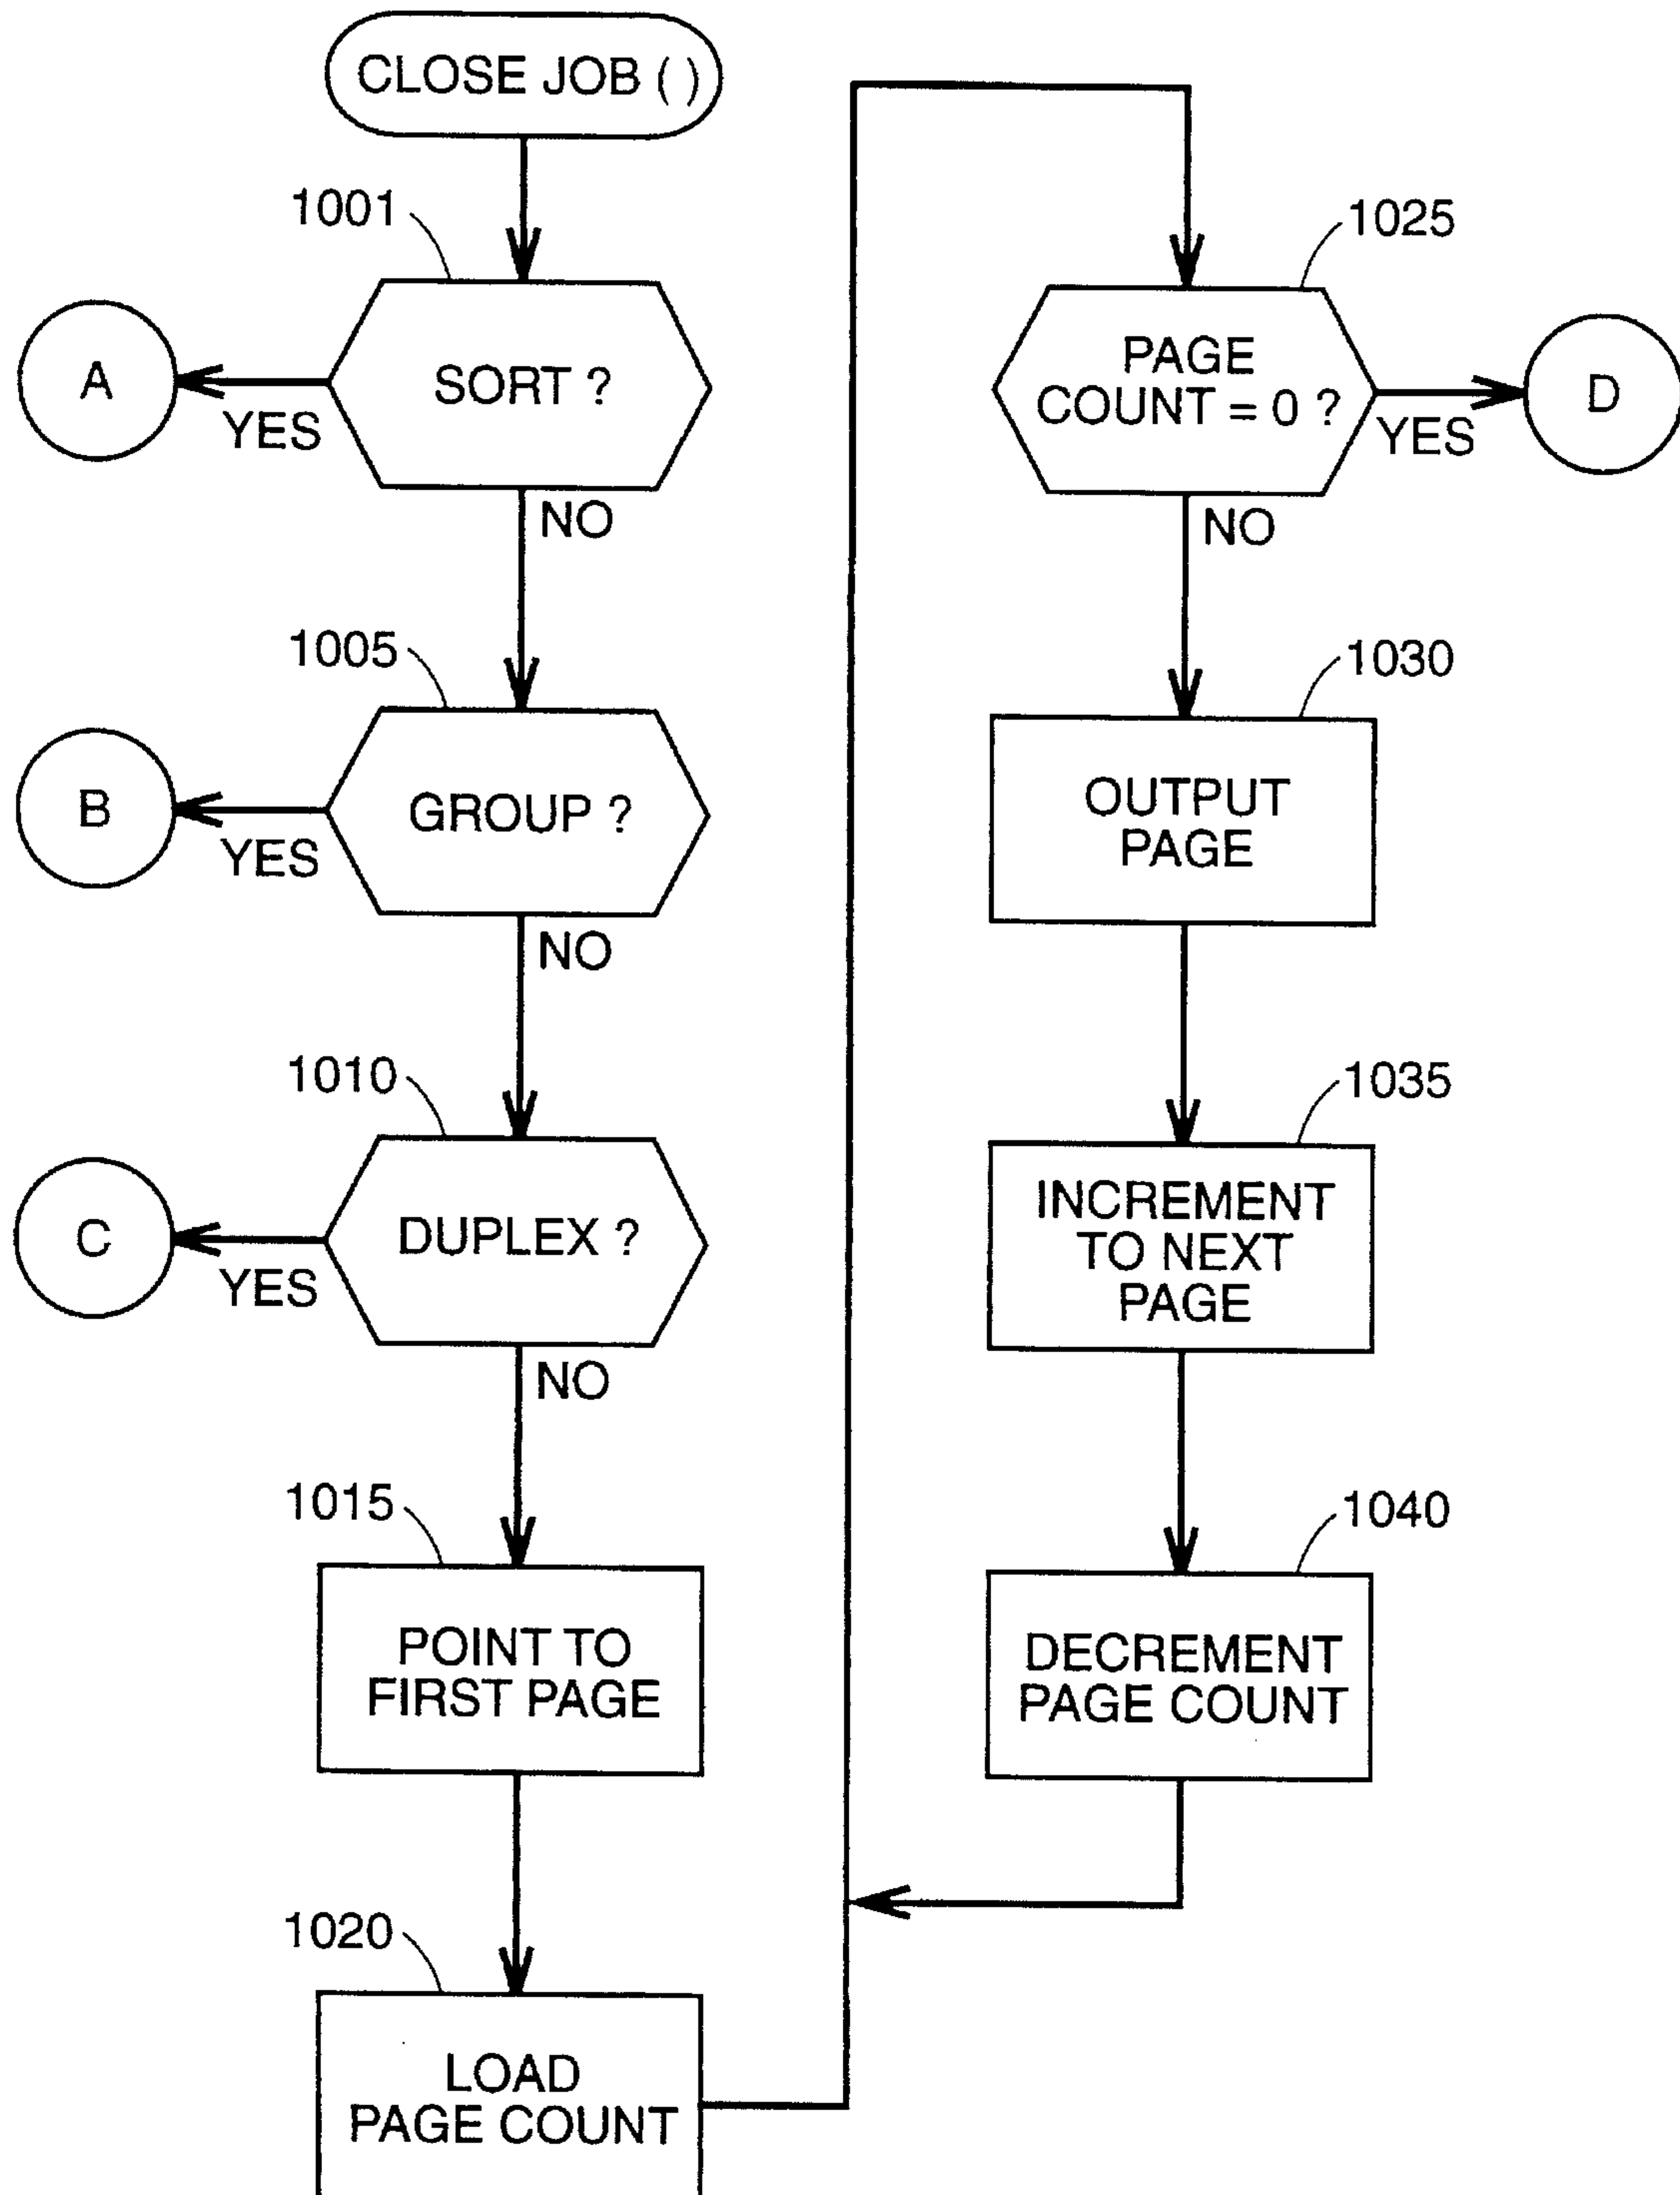 CLOSE JOB ( )
1001
SORT ?
A
YES
NO
1005
GROUP ?
B
YES
NO
1010
DUPLEX ?
C
YES
NO
1015
POINT TO
FIRST PAGE
1020
LOAD
PAGE COUNT
1025
PAGE
COUNT = 0 ?
D
YES
NO
1030
OUTPUT
PAGE
1035
INCREMENT
TO NEXT
PAGE
1040
DECREMENT
PAGE COUNT